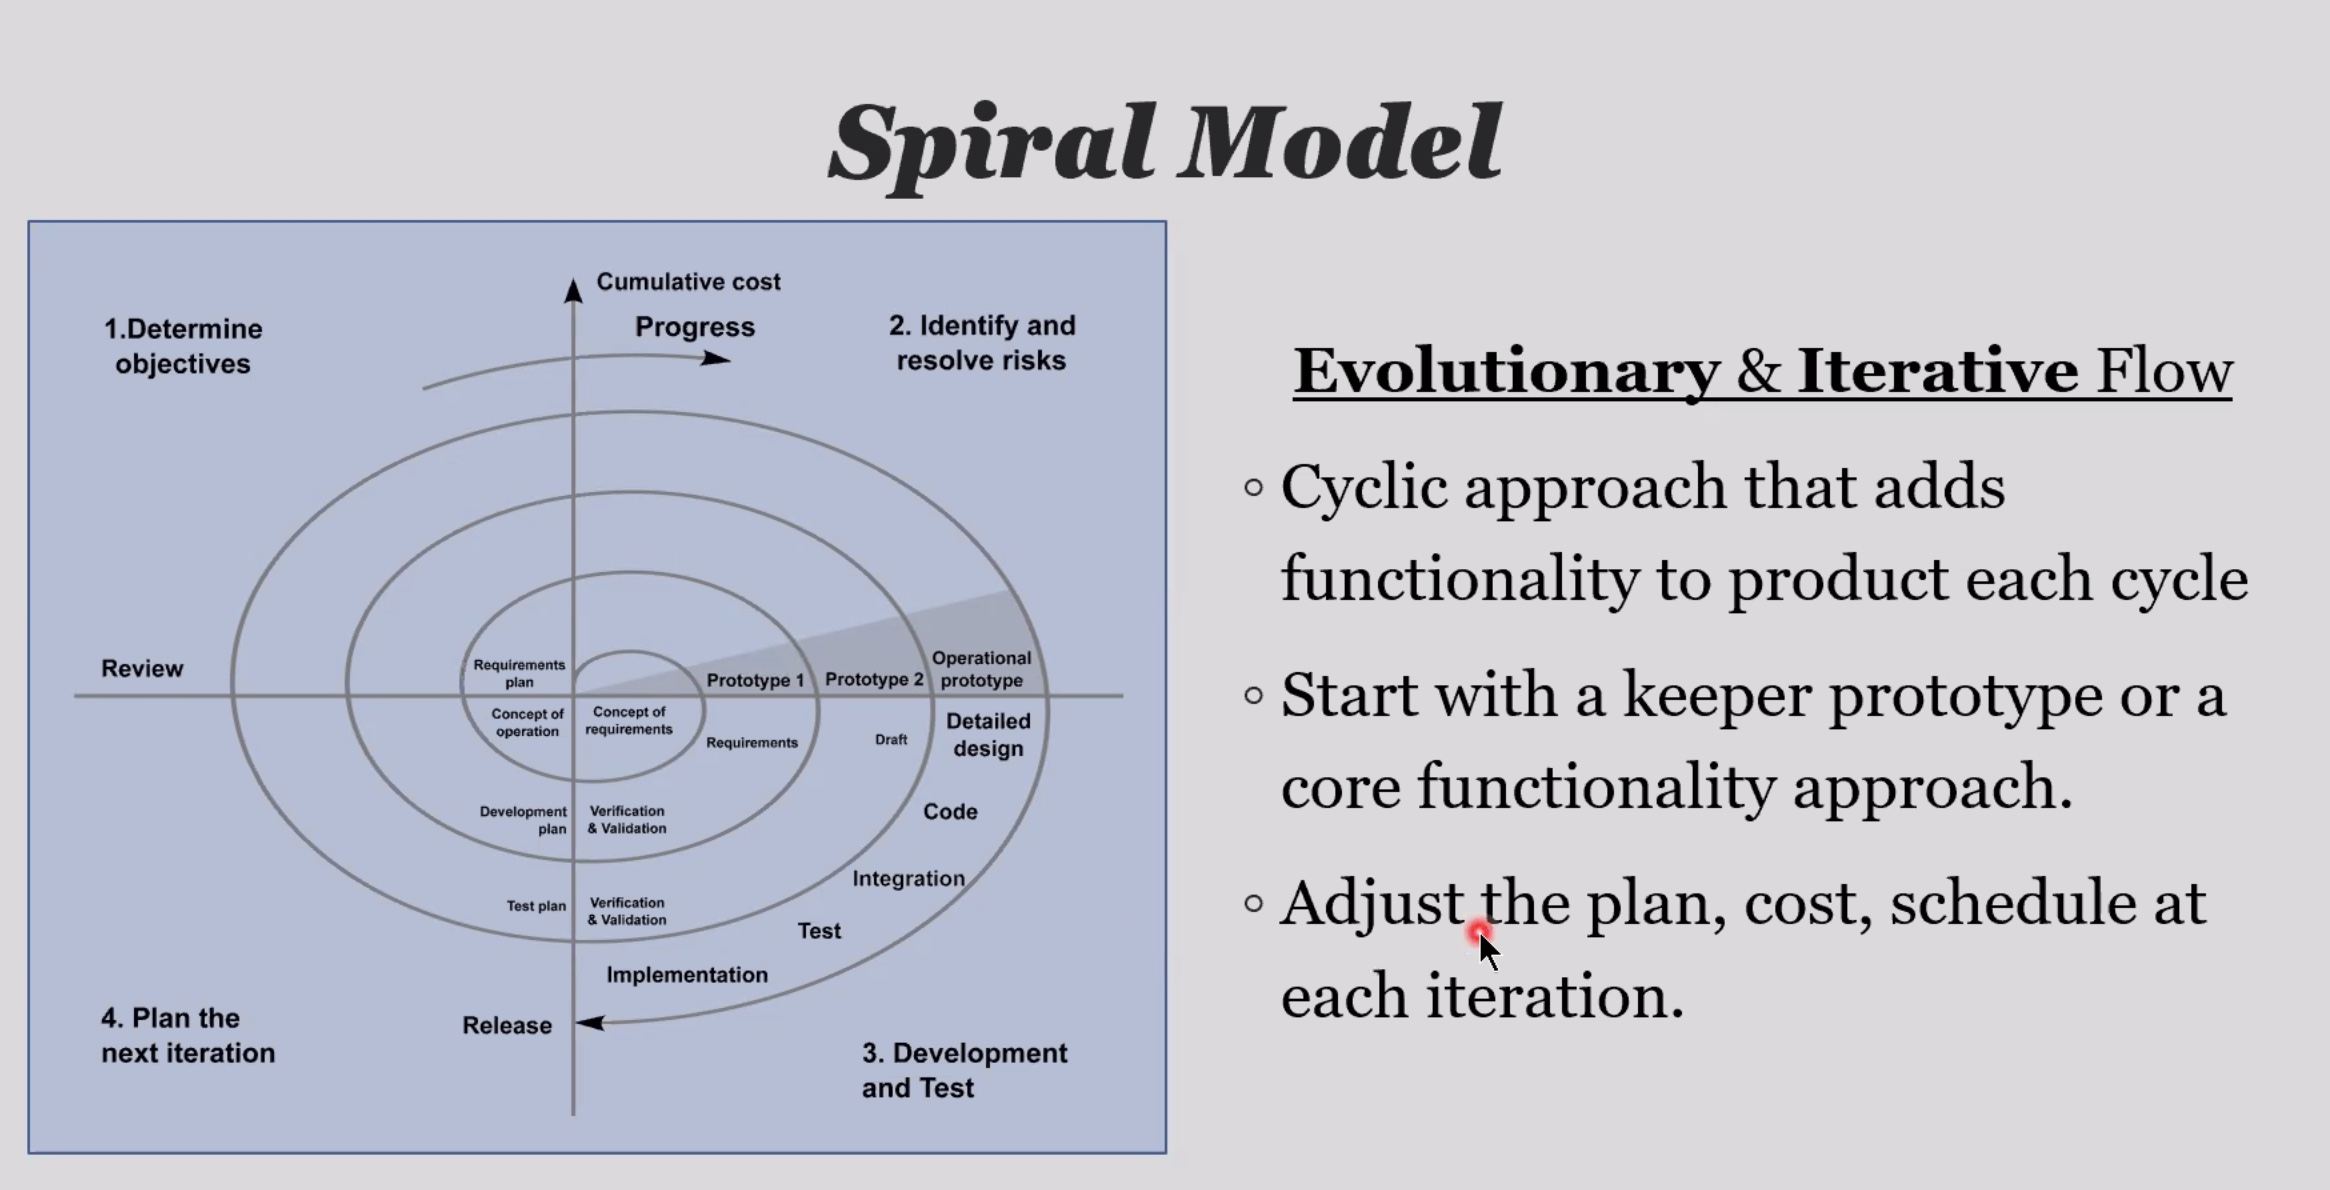 Spiral Model
Cumulative cost
Progress
1.Determine
objectives
2. Identify and
resolve risks
Review
Requirements
plan
Prototype 1
Prototype 2
Operational
prototype
Concept of
operation
Concept of
requirements
Requirements
Draft
Detailed
design
Development
plan
Verification
& Validation
Code
Integration
Test plan
Verification
& Validation
Test
Implementation
Release
4. Plan the
next iteration
3. Development
and Test
Evolutionary & Iterative Flow
◦ Cyclic approach that adds
functionality to product each cycle
◦ Start with a keeper prototype or a
core functionality approach.
◦ Adjust the plan, cost, schedule at
each iteration.